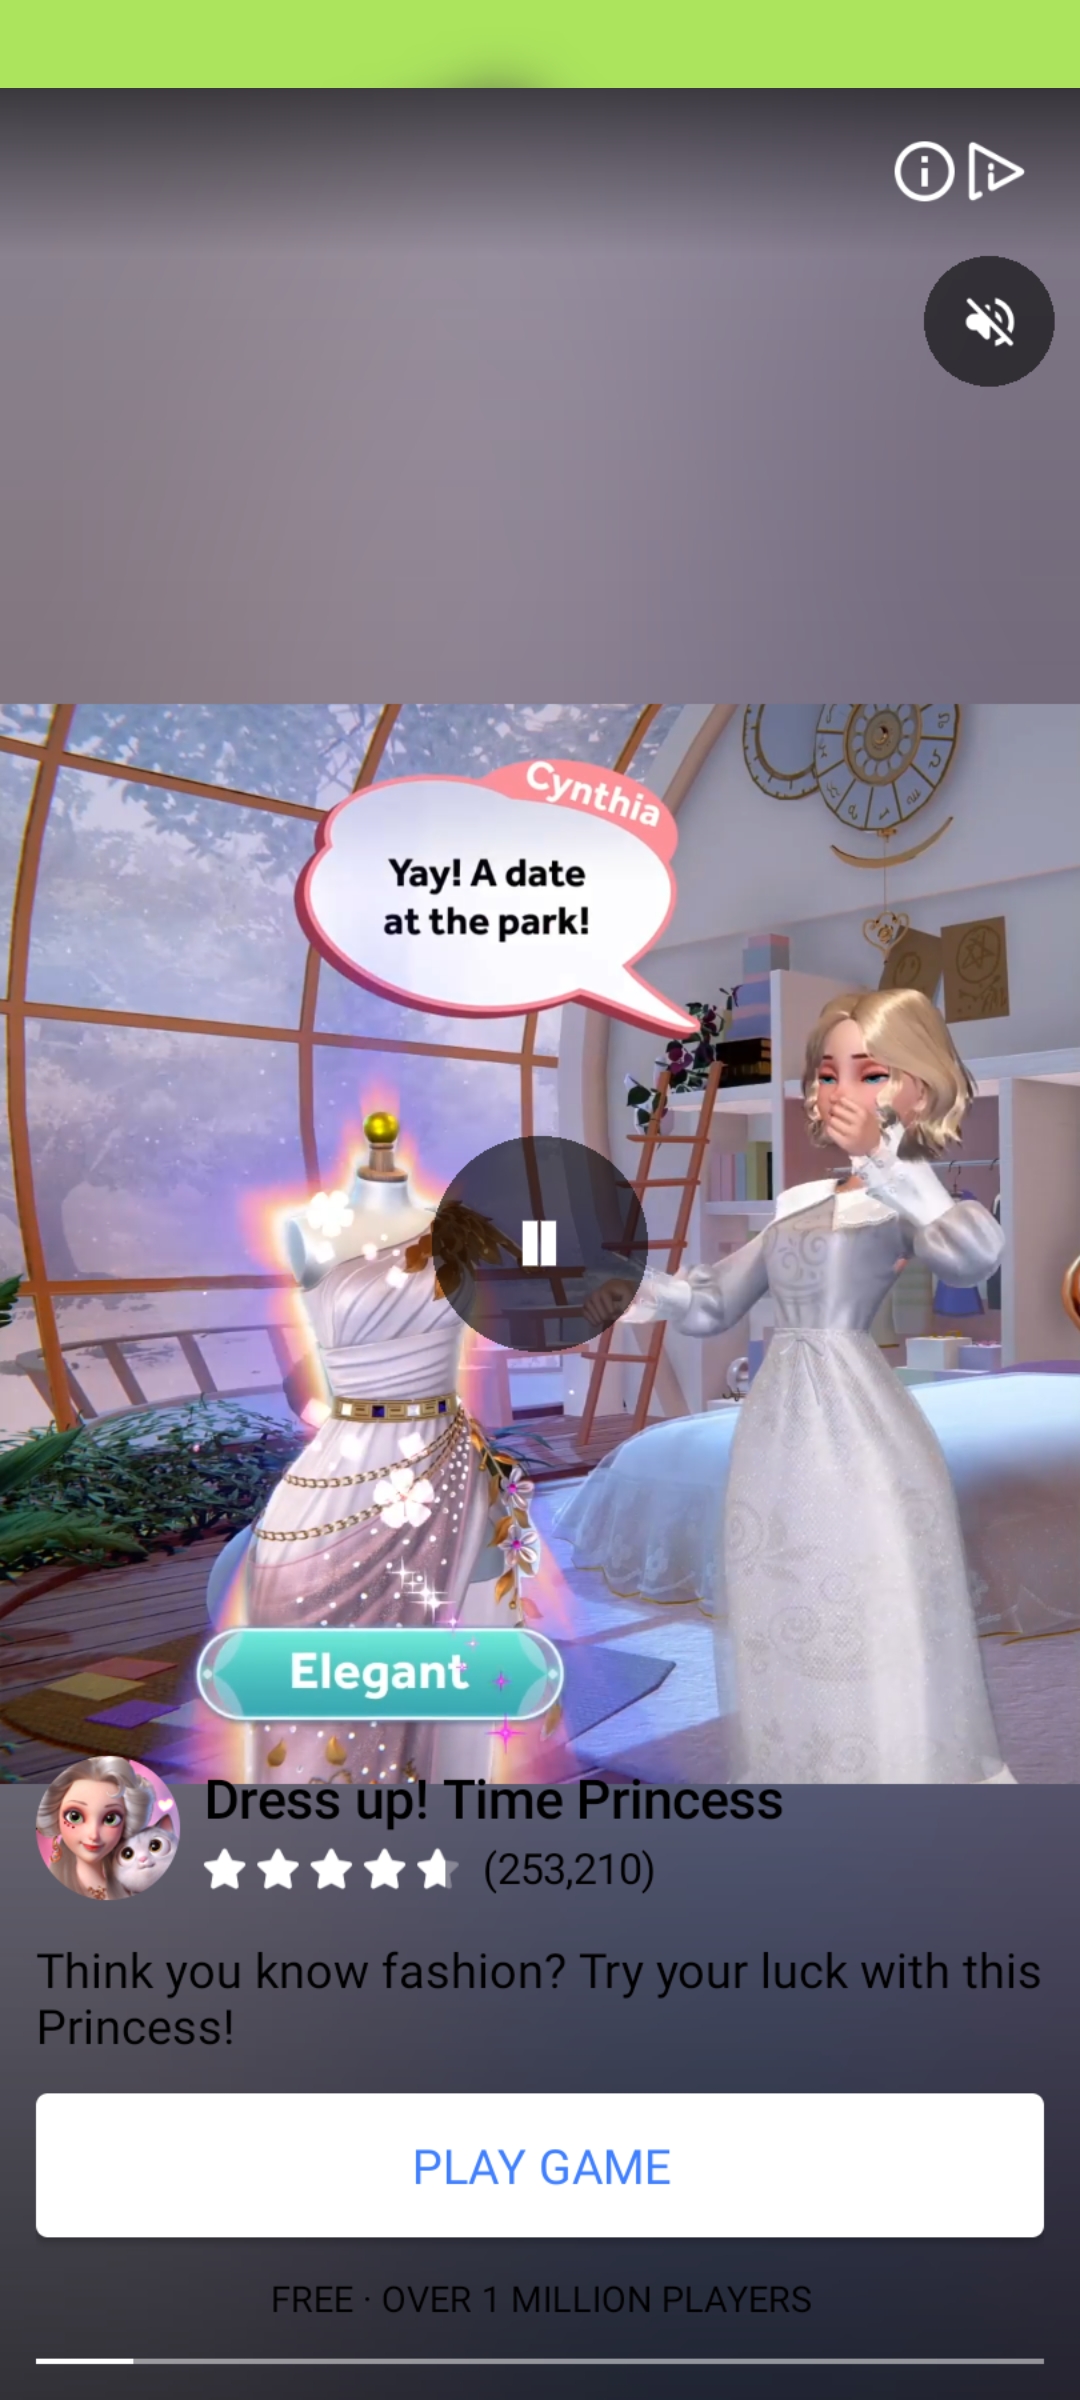 Cynthia
Yay! A date
at the park!
Elegant
Dress up! Time Princess
(253,210)
Think you know fashion? Try your luck with this
Princess!
PLAY GAME
FREE · OVER 1 MILLION PLAYERS